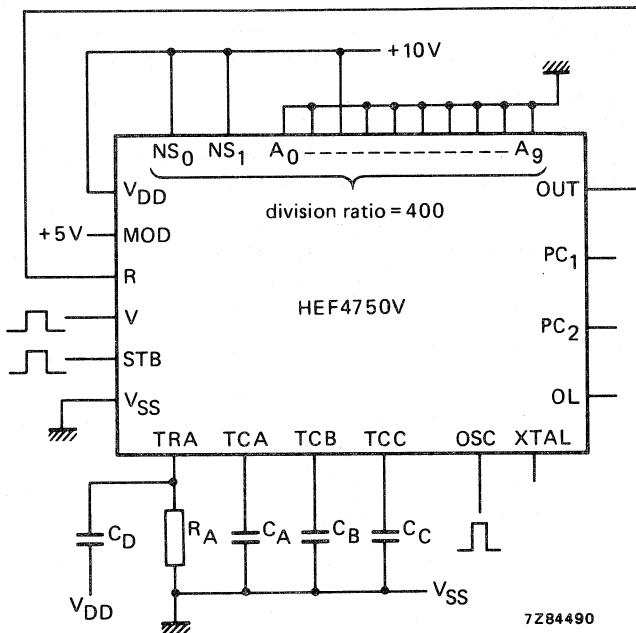 +10V
NS0 NS1 A0 A9
VDD OUT
division ratio = 400
+5V MOD
PC1
R
HEF4750V
V
PC2
STB
OL
VSS
TRA TCA TCB TCC OSC XTAL
CD RA CA CB CC
VDD VSS
7Z84490